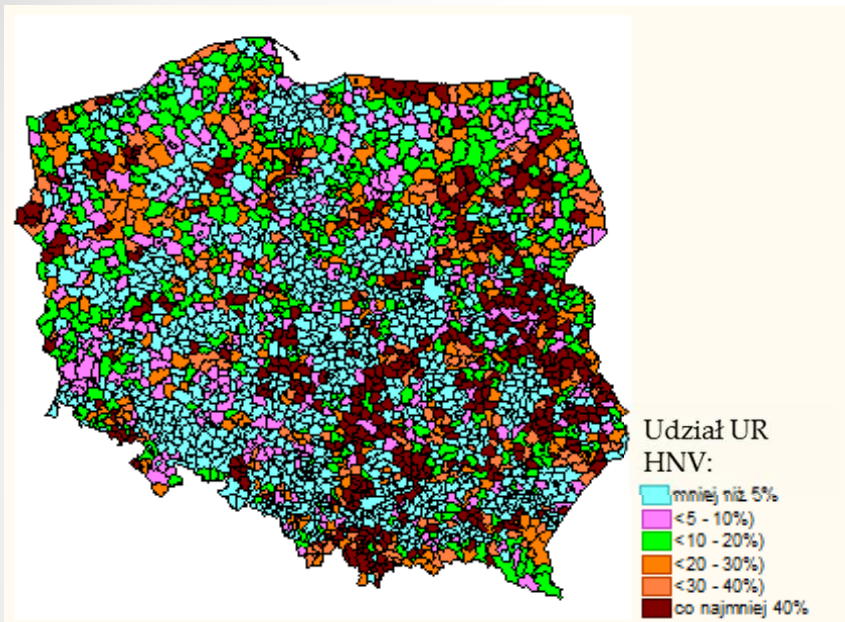 Udział UR
HNV:
mniej niż 5%
<5 - 10%)
<10 - 20%)
<20 - 30%)
<30 - 40%)
co najmniej 40%